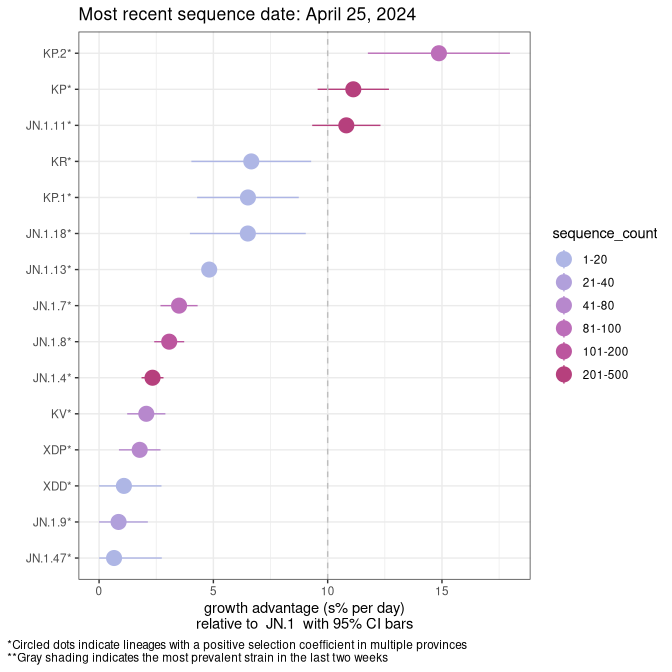 Most recent sequence date: April 25, 2024
KP.2*
KP*
JN.1.11*
KR*
KP.1*
JN.1.18*
JN.1.13*
JN.1.7*
JN.1.8*
JN.1.4*
KV*
XDP*
XDD*
JN.1.9*
JN.1.47*
0 5 10 15
growth advantage (s% per day)
relative to JN.1 with 95% CI bars
sequence_count
1-20
21-40
41-80
81-100
101-200
201-500
*Circled dots indicate lineages with a positive selection coefficient in multiple provinces
**Gray shading indicates the most prevalent strain in the last two weeks